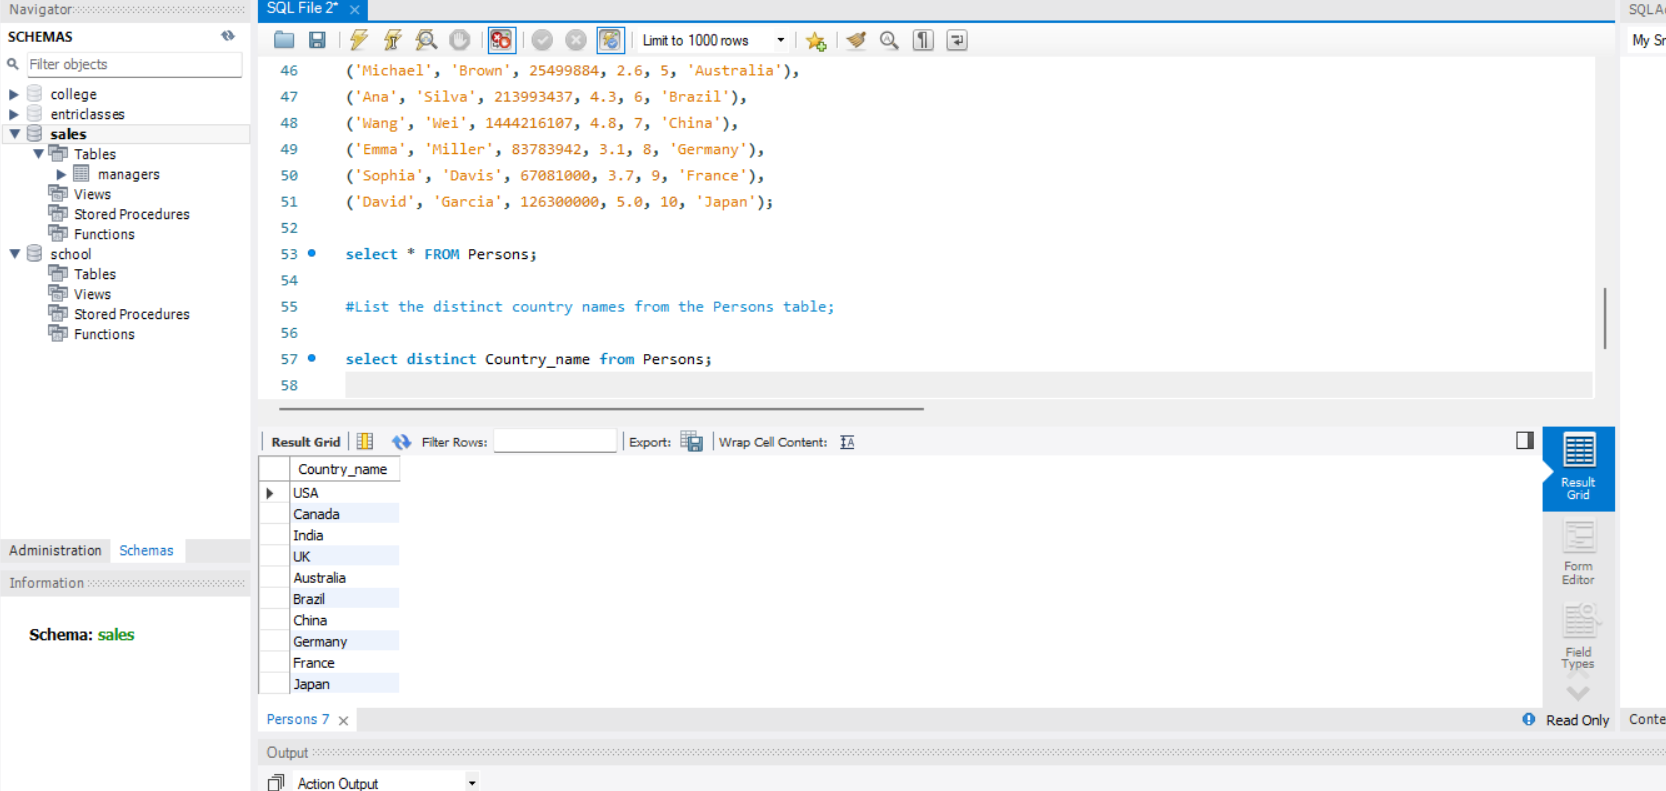 Navigator
SCHEMAS
Filter objects
college
entriclasses
sales
Tables
managers
Views
Stored Procedures
Functions
school
Tables
Views
Stored Procedures
Functions
Administration Schemas
Information
Schema: sales
SQL File 2* ×
Limit to 1000 rows
46 ('Michael', 'Brown', 25499884, 2.6, 5, 'Australia'),
47 ('Ana', 'Silva', 213993437, 4.3, 6, 'Brazil'),
48 ('Wang', 'Wei', 1444216107, 4.8, 7, 'China'),
49 ('Emma', 'Miller', 83783942, 3.1, 8, 'Germany'),
50 ('Sophia', 'Davis', 67081000, 3.7, 9, 'France'),
51 ('David', 'Garcia', 126300000, 5.0, 10, 'Japan');
52
53 select * FROM Persons;
54
55 #List the distinct country names from the Persons table;
56
57 select distinct Country_name from Persons;
58
Result Grid Filter Rows: Export: Wrap Cell Content:
Country_name
USA
Canada
India
UK
Australia
Brazil
China
Germany
France
Japan
Result
Grid
Form
Editor
Field
Types
Persons 7 ×
Read Only
Output
Action Output
My